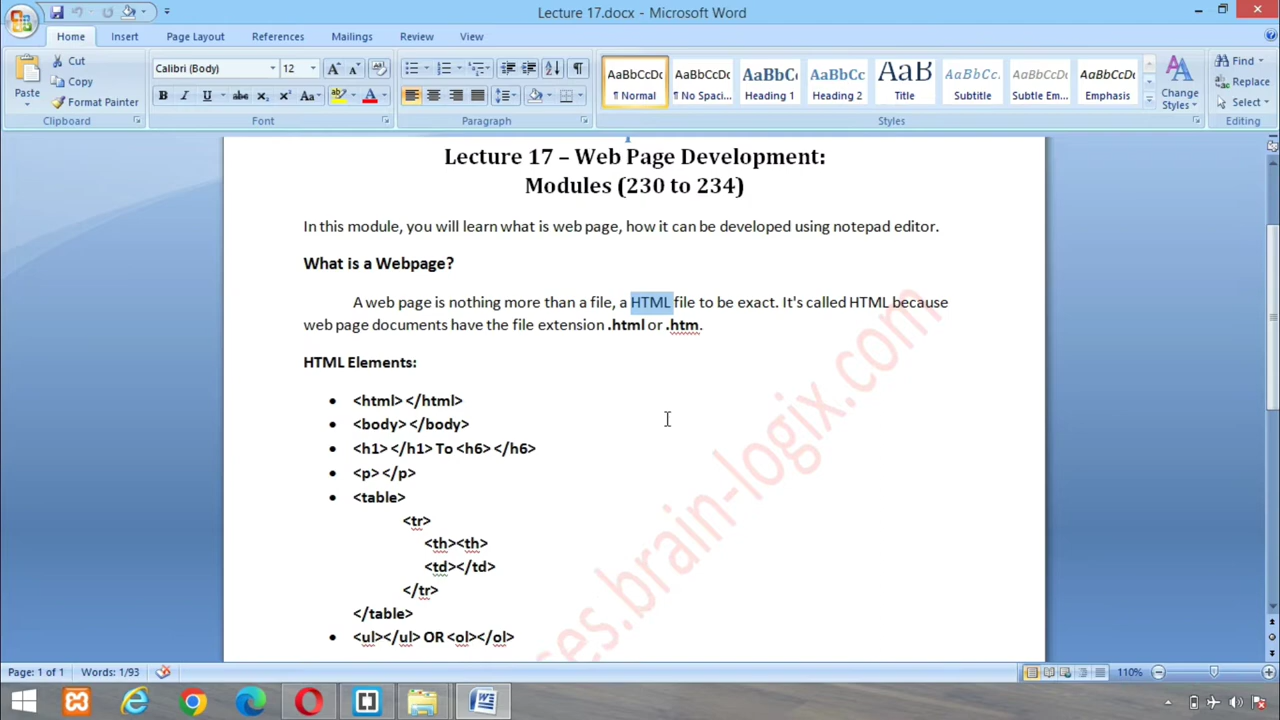 Lecture 17.docx - Microsoft Word
Home Insert Page Layout References Mailings Review View
Paste
Cut
Copy
Format Painter
Clipboard
Calibri (Body) 12
Font
Paragraph
AaBbCcDc AaBbCcDc AaBbC AaBbCc AaB AaBbCc. AaBbCcDc AaBbCcDc
¶ Normal ¶ No Spaci... Heading 1 Heading 2 Title Subtitle Subtle Em... Emphasis
Change Styles
Styles
Find
Replace
Select
Editing
Lecture 17 – Web Page Development:
Modules (230 to 234)
In this module, you will learn what is web page, how it can be developed using notepad editor.
What is a Webpage?
A web page is nothing more than a file, a HTML file to be exact. It's called HTML because
web page documents have the file extension .html or .htm.
HTML Elements:
• <html> </html>
• <body> </body>
• <h1> </h1> To <h6> </h6>
• <p> </p>
• <table>
<tr>
<th><th>
<td></td>
</tr>
</table>
• <ul></ul> OR <ol></ol>
ses.brain-logix.com
Page: 1 of 1 Words: 1/93 110%